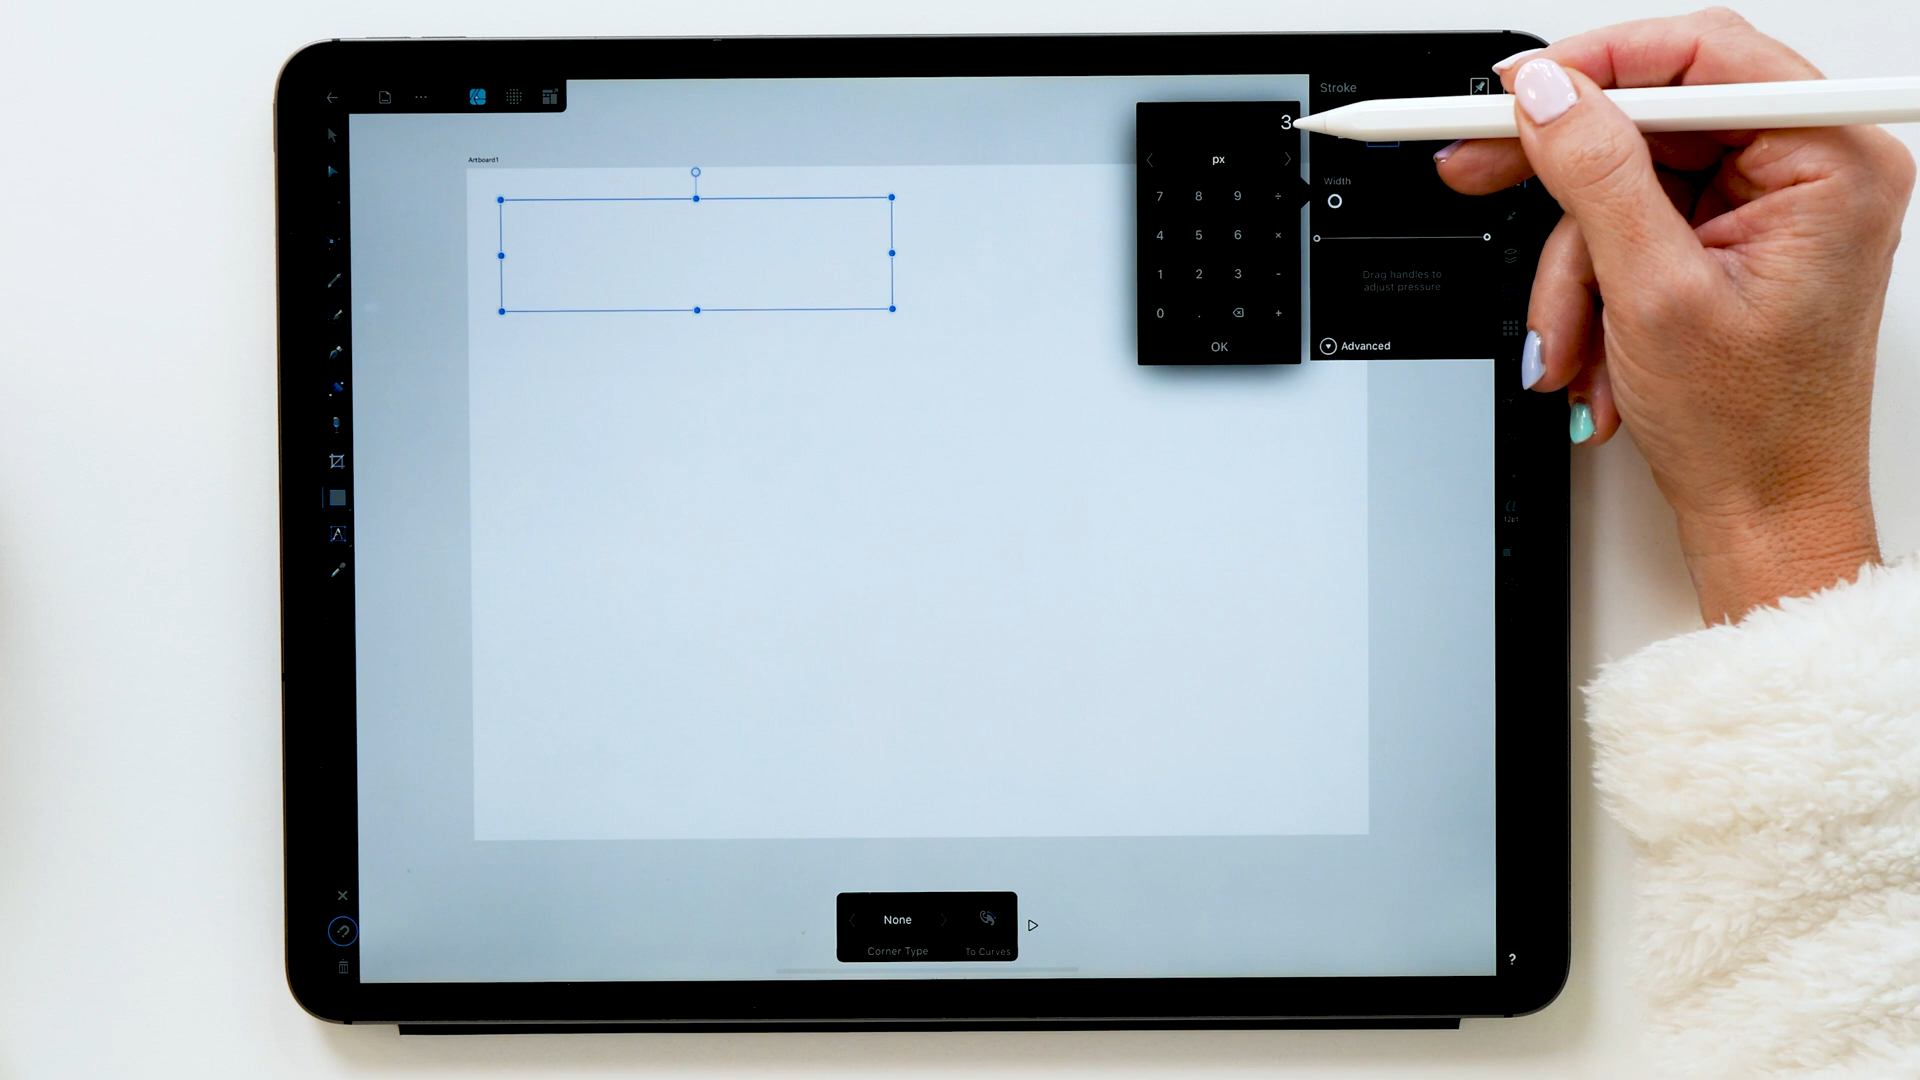 Stroke
3
px
Artboard1
Width
7 8 9 ÷
4 5 6 ×
1 2 3 -
Drag handles to
adjust pressure
0 . +
OK
Advanced
A
a
12pt
None
Corner Type To Curves
?